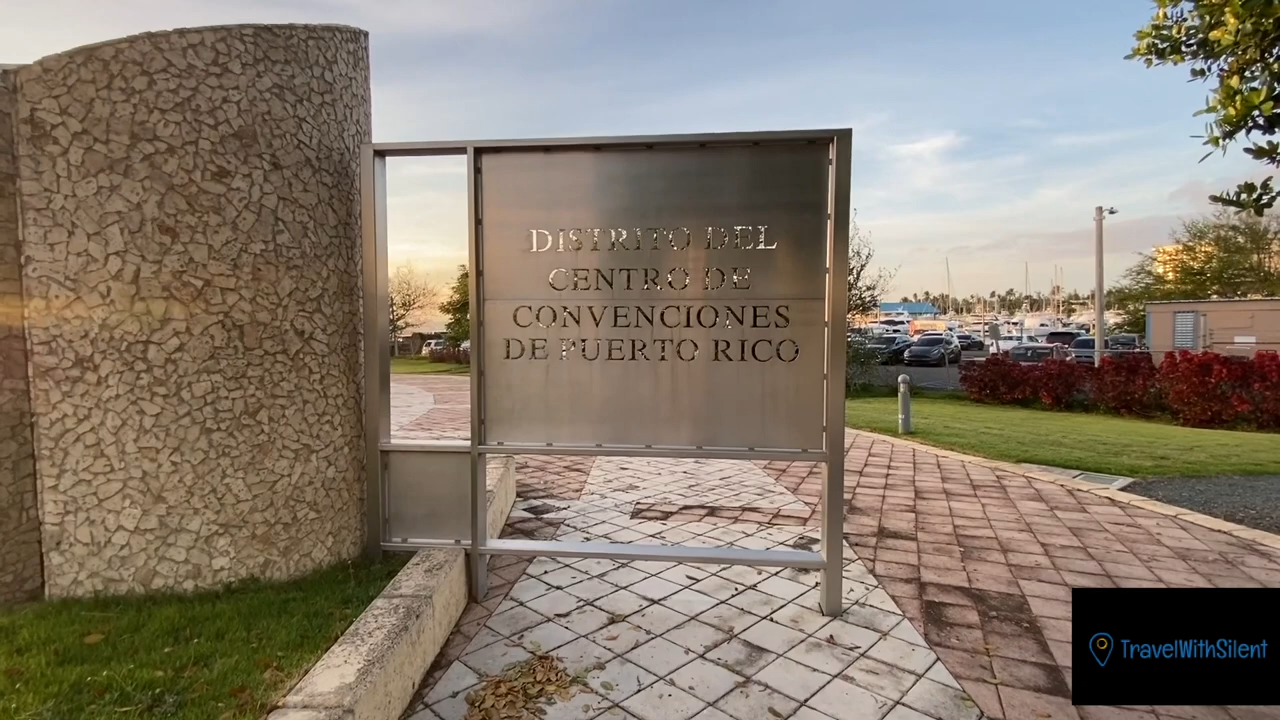 DISTRITO DEL
CENTRO DE
CONVENCIONES
DE PUERTO RICO
TravelWithSilent